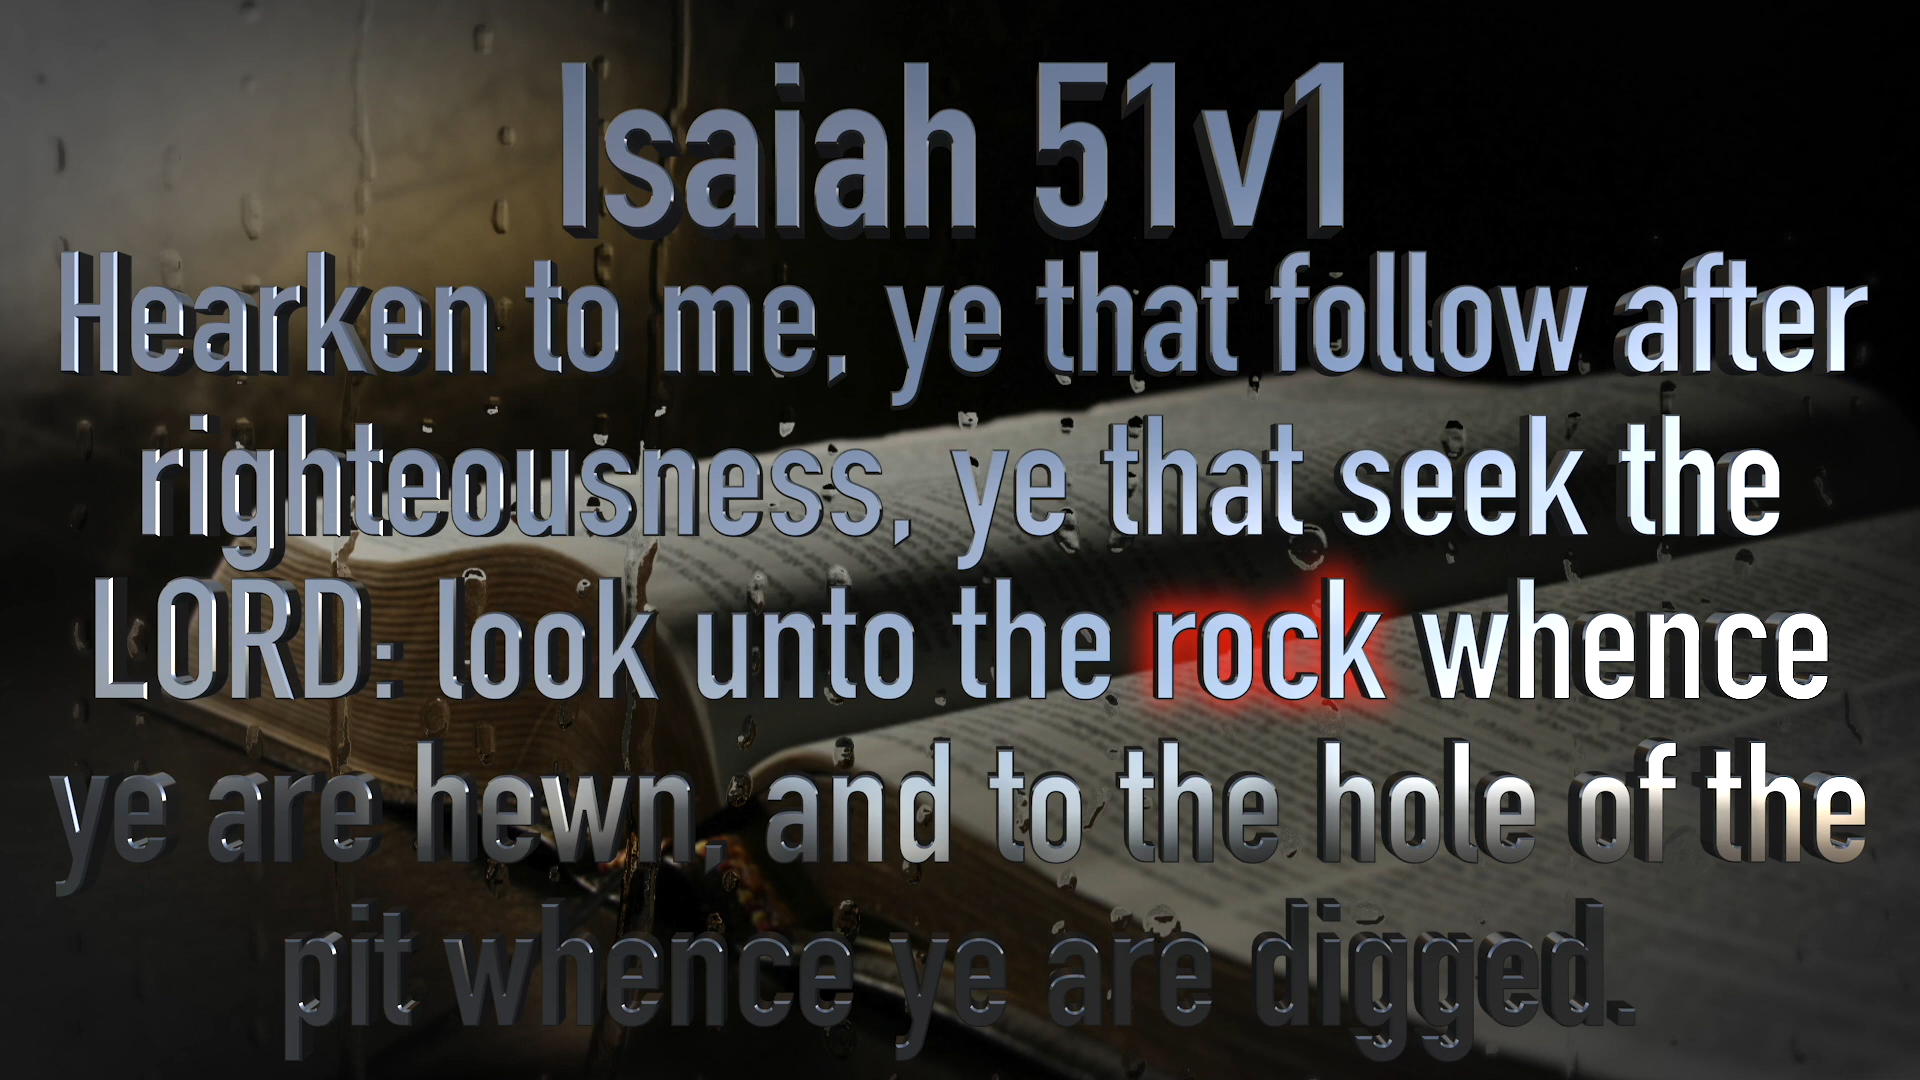 Isaiah 51v1
Hearken to me, ye that follow after
righteousness, ye that seek the
LORD: look unto the rock whence
ye are hewn, and to the hole of the
pit whence ye are digged.